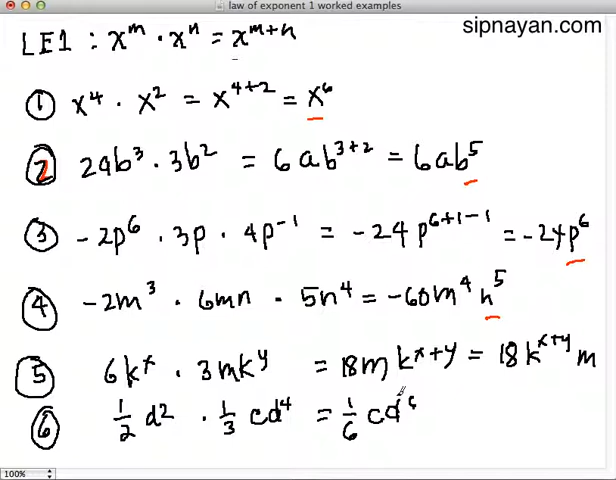 law of exponent 1 worked examples
sipnayan.com
LE1 : x^m · x^n = x^{m+n}
① x^4 · x^2 = x^{4+2} = x^6
② 2ab^3 · 3b^2 = 6ab^{3+2} = 6ab^5
③ -2p^6 · 3p · 4p^{-1} = -24p^{6+1-1} = -24p^6
④ -2m^3 · 6mn · 5n^4 = -60m^4 n^5
⑤ 6k^x · 3mk^y = 18m k^{x+y} = 18k^{x+y} m
⑥ 1/2 d^2 · 1/3 cd^4 = 1/6 cd^6
100%